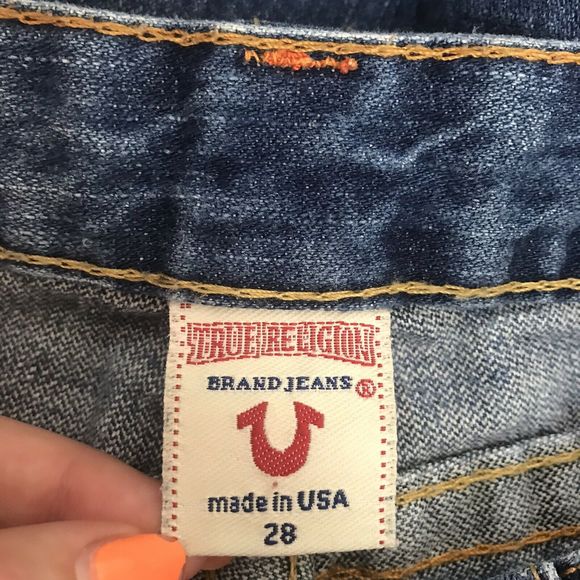 TRUE RELIGION
BRAND JEANS ®
made in USA
28